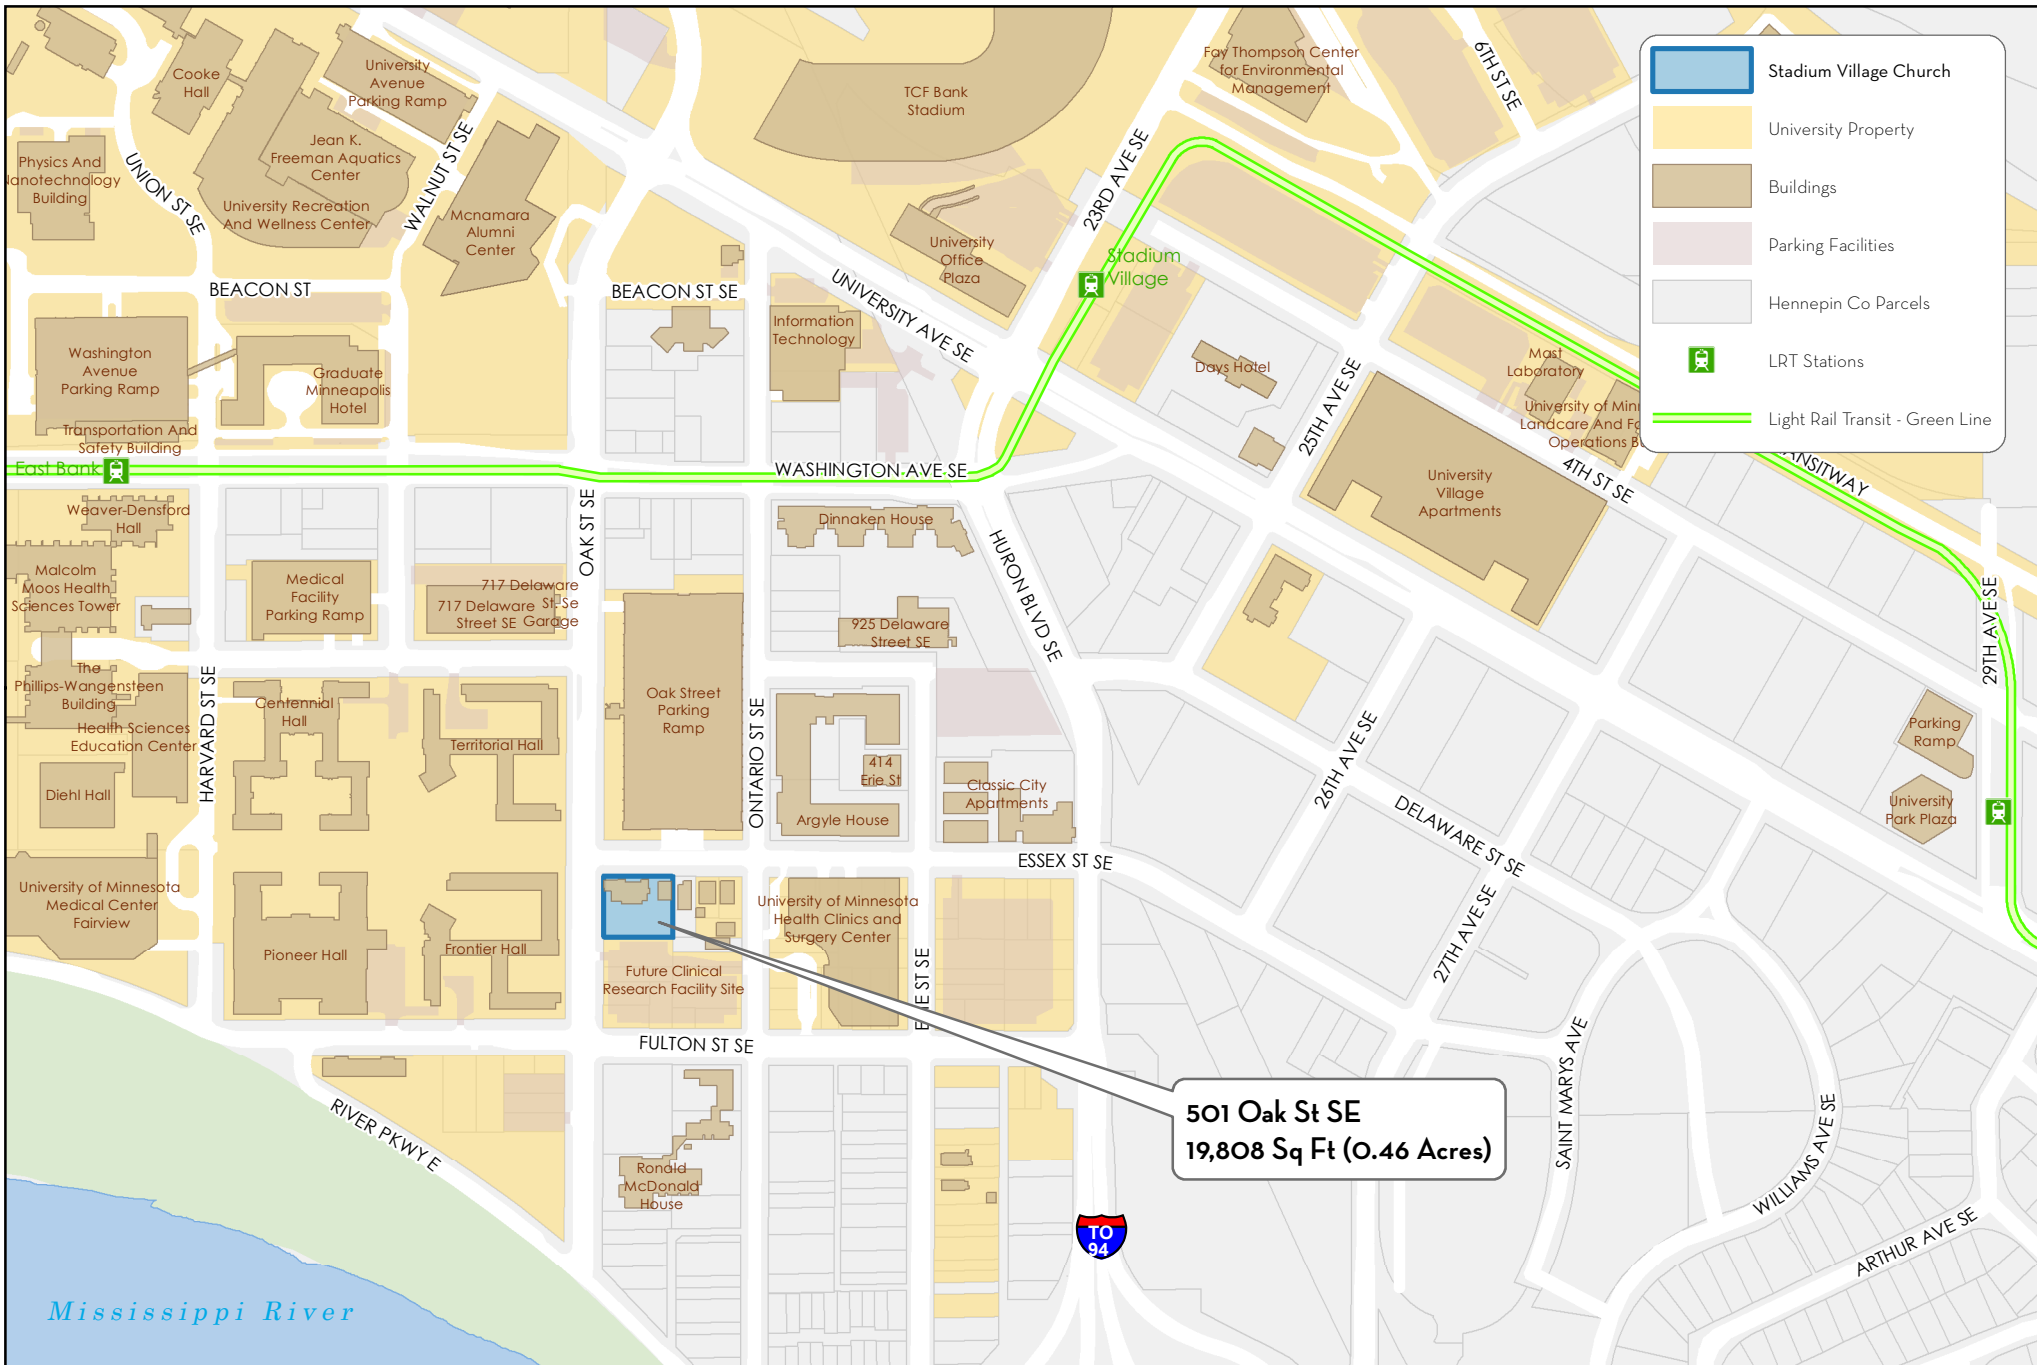 Cooke
Hall
University
Avenue
Parking Ramp
TCF Bank
Stadium
Fay Thompson Center
for Environmental
Management
6TH ST SE
Stadium Village Church
University Property
Buildings
Parking Facilities
Hennepin Co Parcels
LRT Stations
Light Rail Transit - Green Line
Physics And
Nanotechnology
Building
UNION ST SE
Jean K.
Freeman Aquatics
Center
University Recreation
And Wellness Center
WALNUT ST SE
Mcnamara
Alumni
Center
University
Office
Plaza
23RD AVE SE
Stadium
Village
BEACON ST
BEACON ST SE
UNIVERSITY AVE SE
Information
Technology
Washington
Avenue
Parking Ramp
Graduate
Minneapolis
Hotel
Days Hotel
25TH AVE SE
Mast
Laboratory
University of Minn
Landcare And Fa
Operations Bu
Transportation And
Safety Building
East Bank
WASHINGTON AVE SE
University
Village
Apartments
4TH ST SE
ANSITWAY
Weaver-Densford
Hall
OAK ST SE
Dinnaken House
HURON BLVD SE
Malcolm
Moos Health
Sciences Tower
Medical
Facility
Parking Ramp
717 Delaware
St. Se
Garage
717 Delaware
Street SE
925 Delaware
Street SE
29TH AVE SE
The
Phillips-Wangensteen
Building
Health Sciences
Education Center
HARVARD ST SE
Centennial
Hall
Territorial Hall
Oak Street
Parking
Ramp
ONTARIO ST SE
414
Erie St
Argyle House
Classic City
Apartments
26TH AVE SE
Parking
Ramp
University
Park Plaza
Diehl Hall
DELAWARE ST SE
ESSEX ST SE
University of Minnesota
Medical Center
Fairview
Pioneer Hall
Frontier Hall
University of Minnesota
Health Clinics and
Surgery Center
27TH AVE SE
Future Clinical
Research Facility Site
ERIE ST SE
FULTON ST SE
RIVER PKWY E
Ronald
McDonald
House
501 Oak St SE
19,808 Sq Ft (0.46 Acres)
SAINT MARYS AVE
WILLIAMS AVE SE
ARTHUR AVE SE
TO
94
Mississippi River